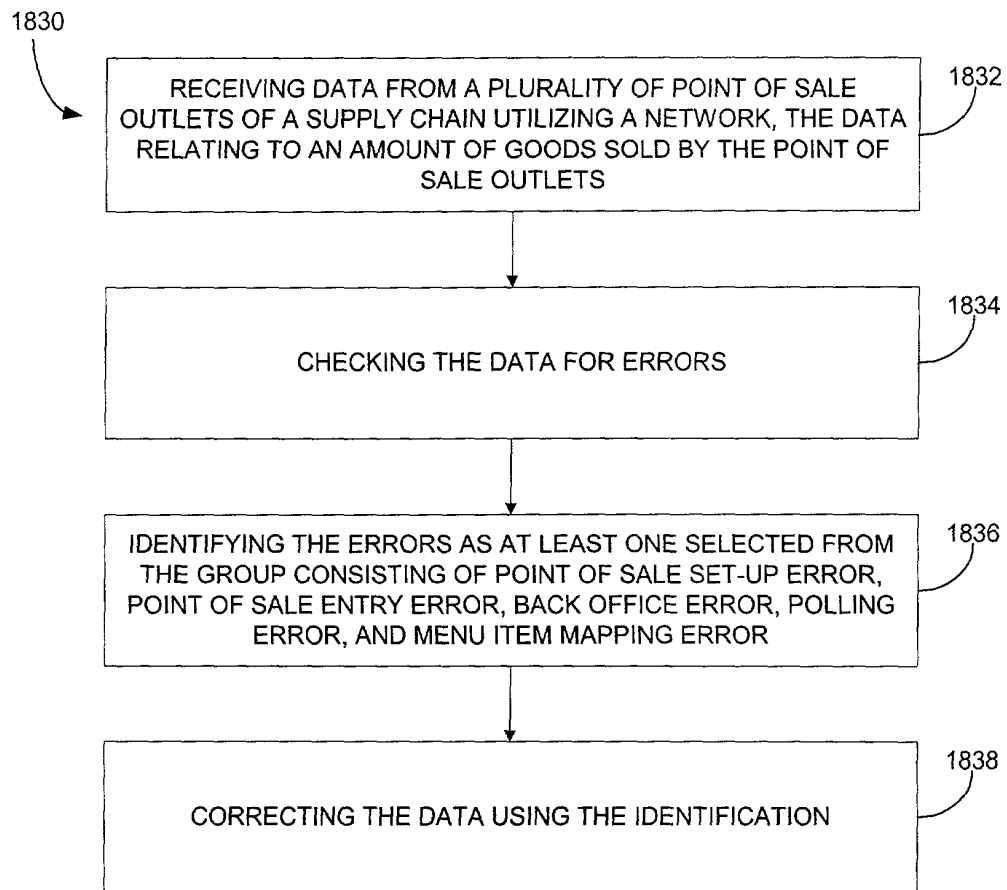 1830
1832
RECEIVING DATA FROM A PLURALITY OF POINT OF SALE
OUTLETS OF A SUPPLY CHAIN UTILIZING A NETWORK, THE DATA
RELATING TO AN AMOUNT OF GOODS SOLD BY THE POINT OF
SALE OUTLETS
1834
CHECKING THE DATA FOR ERRORS
1836
IDENTIFYING THE ERRORS AS AT LEAST ONE SELECTED FROM
THE GROUP CONSISTING OF POINT OF SALE SET-UP ERROR,
POINT OF SALE ENTRY ERROR, BACK OFFICE ERROR, POLLING
ERROR, AND MENU ITEM MAPPING ERROR
1838
CORRECTING THE DATA USING THE IDENTIFICATION